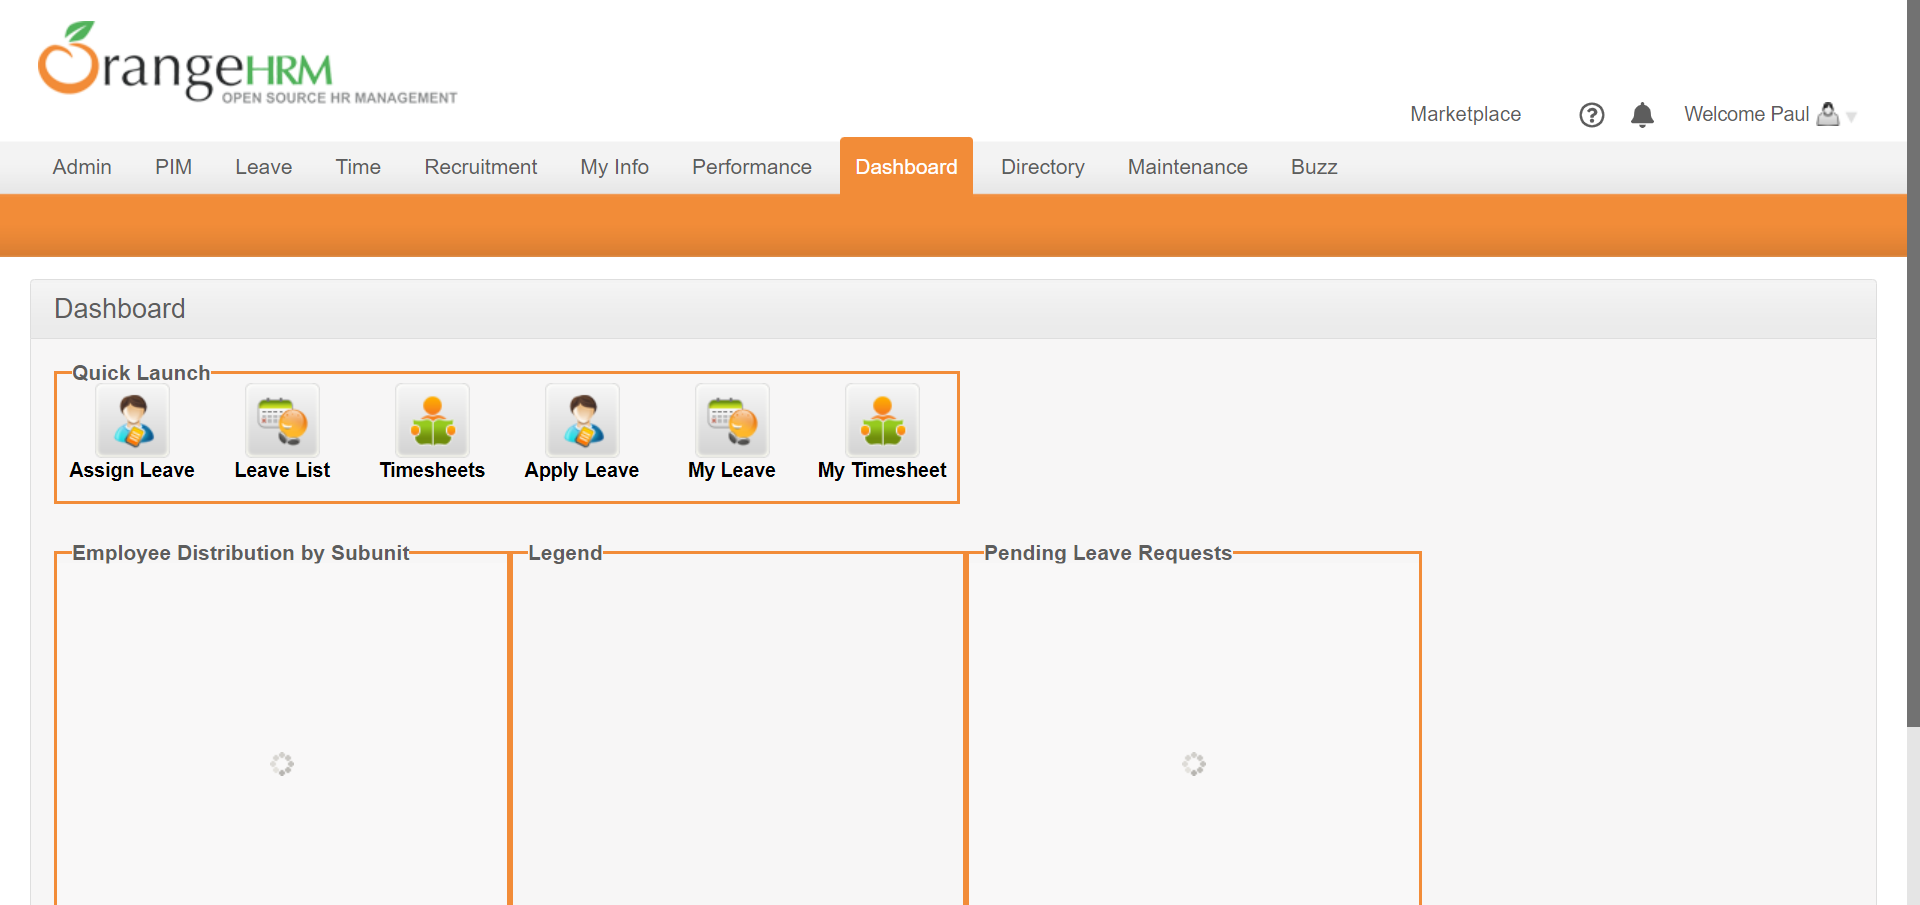 OrangeHRM
OPEN SOURCE HR MANAGEMENT
Marketplace ? Welcome Paul
Admin PIM Leave Time Recruitment My Info Performance Dashboard Directory Maintenance Buzz
Dashboard
Quick Launch
Assign Leave Leave List Timesheets Apply Leave My Leave My Timesheet
Employee Distribution by Subunit Legend Pending Leave Requests